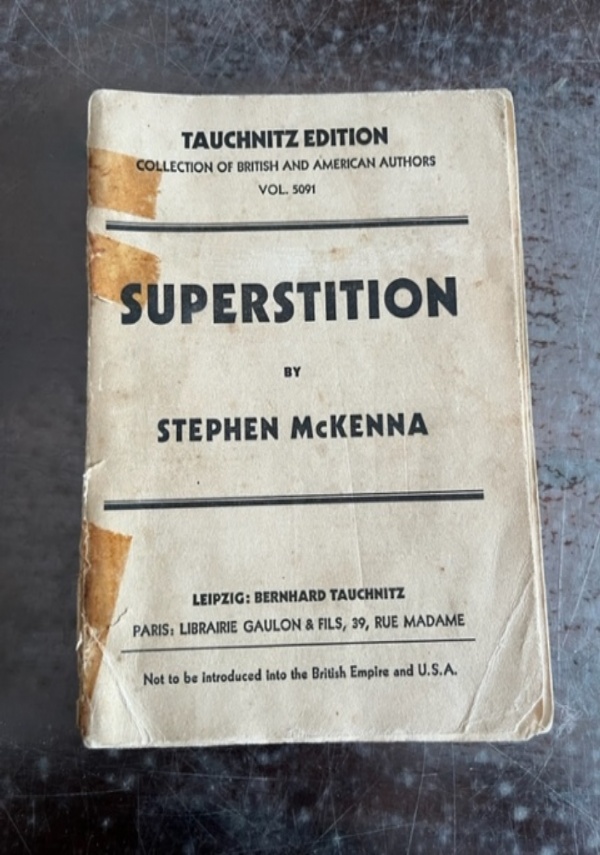 TAUCHNITZ EDITION
COLLECTION OF BRITISH AND AMERICAN AUTHORS
VOL. 5091
SUPERSTITION
BY
STEPHEN McKENNA
LEIPZIG: BERNHARD TAUCHNITZ
PARIS: LIBRAIRIE GAULON & FILS, 39, RUE MADAME
Not to be introduced into the British Empire and U.S.A.